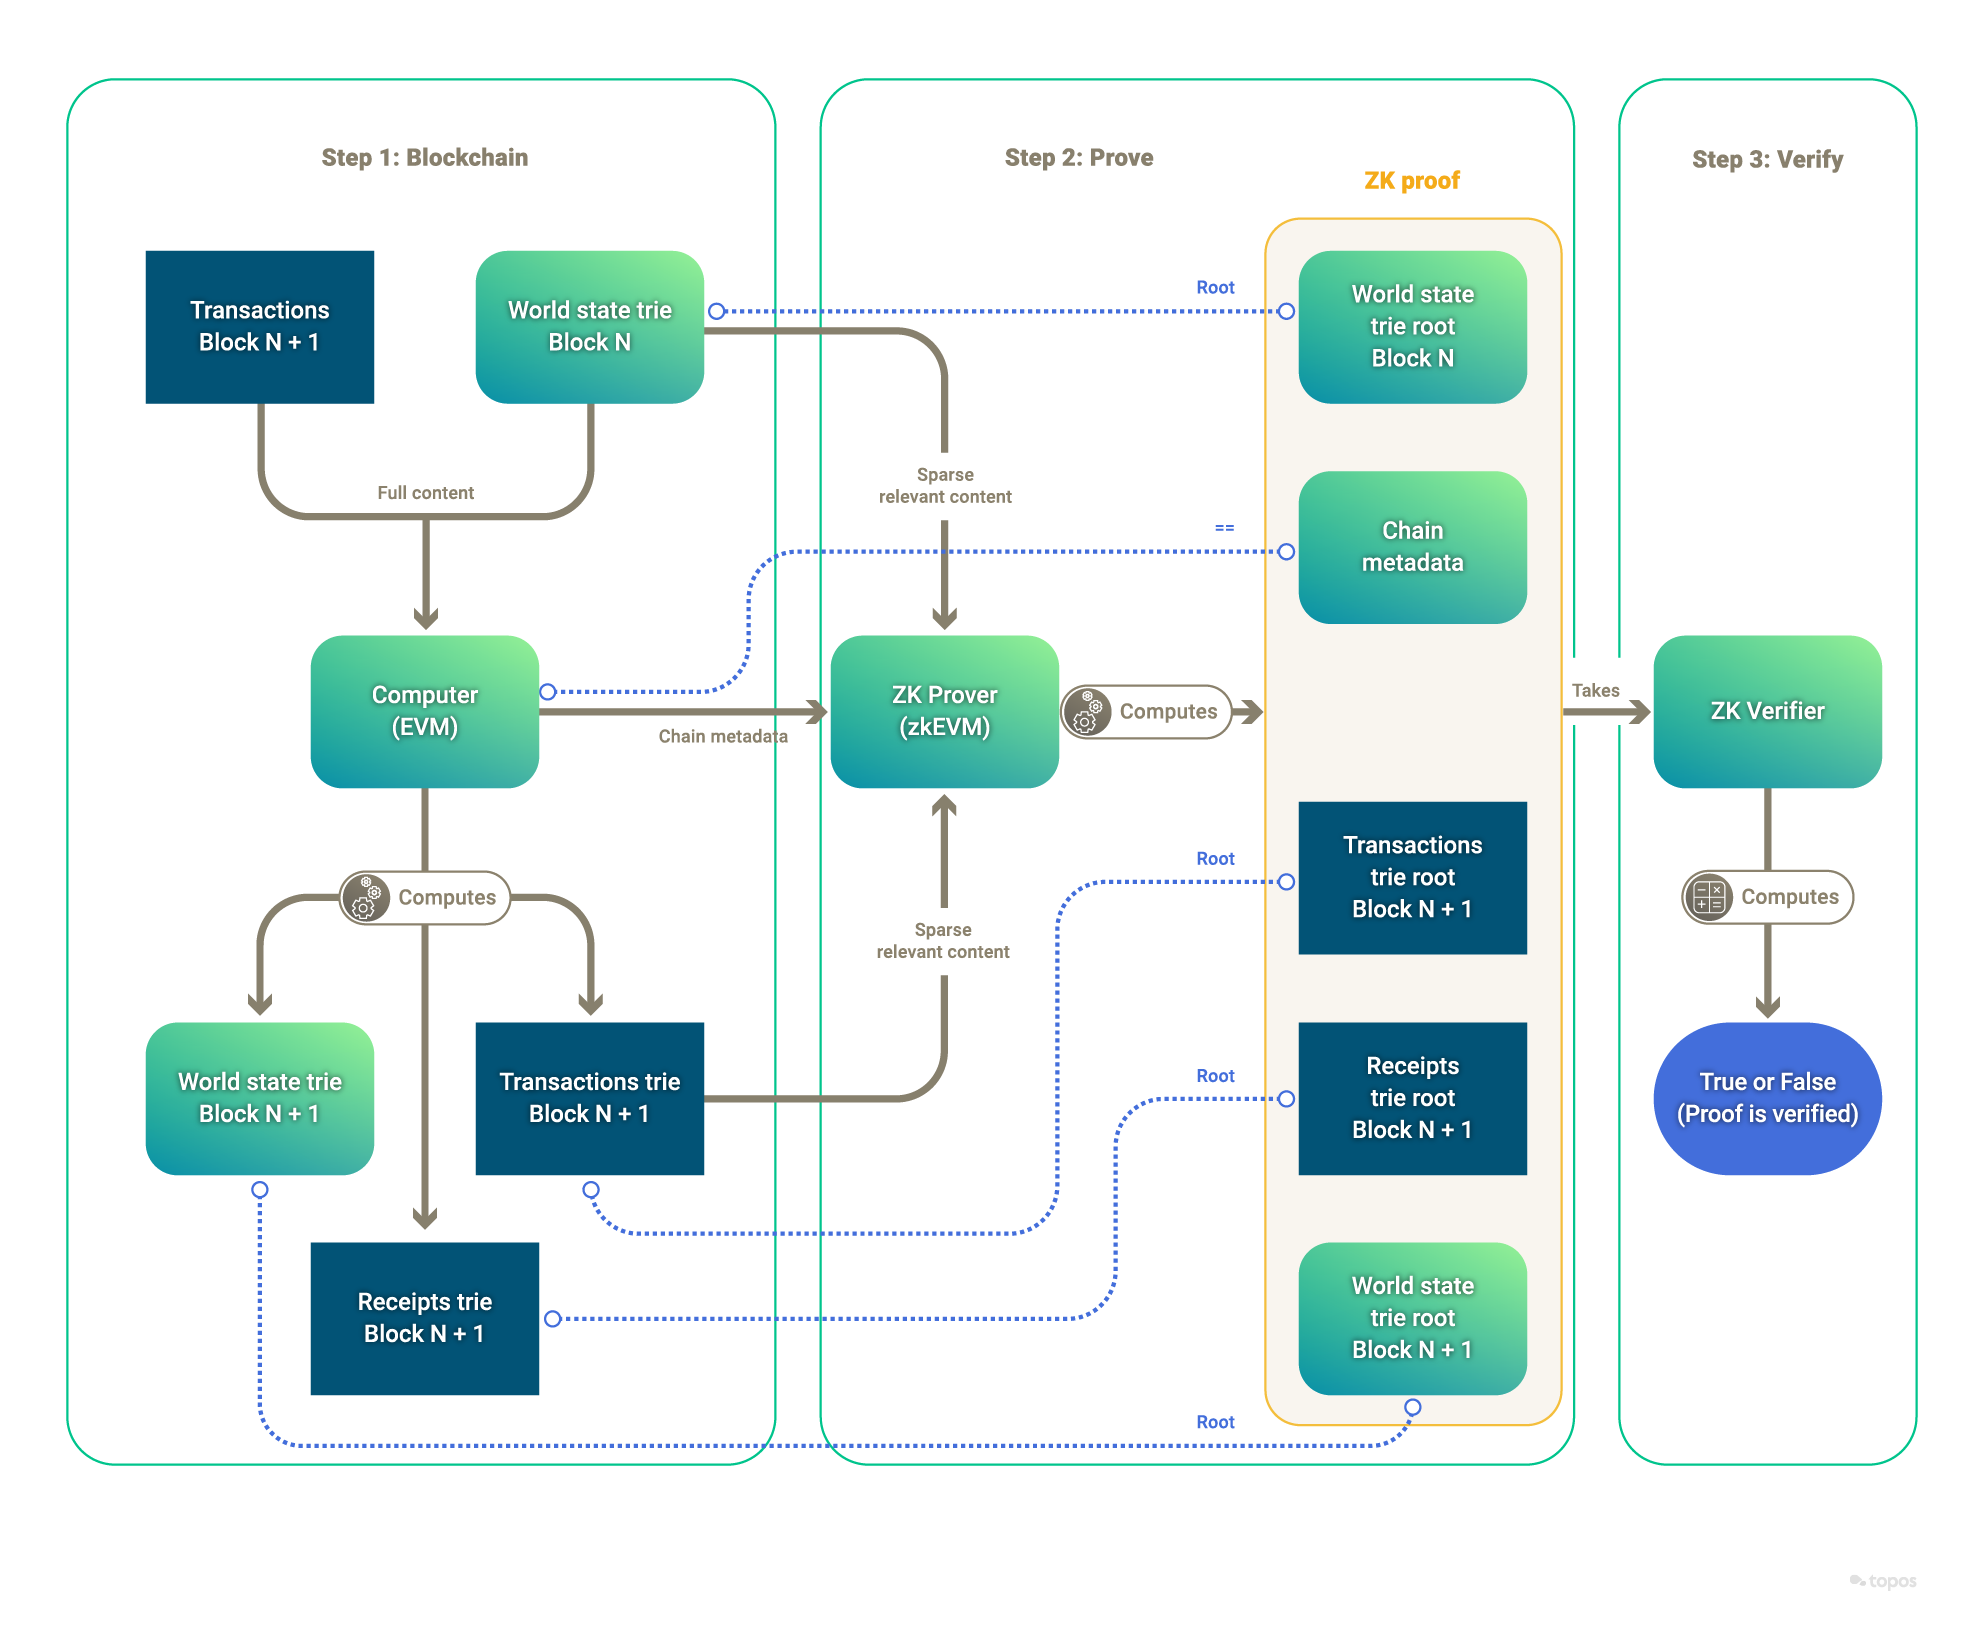 Step 1: Blockchain
Transactions
Block N + 1
World state trie
Block N
Full content
Computer
(EVM)
Chain metadata
Computes
World state trie
Block N + 1
Transactions trie
Block N + 1
Receipts trie
Block N + 1
Step 2: Prove
ZK proof
Root
World state
trie root
Block N
Sparse
relevant content
==
Chain
metadata
ZK Prover
(zkEVM)
Computes
Sparse
relevant content
Root
Transactions
trie root
Block N + 1
Root
Receipts
trie root
Block N + 1
World state
trie root
Block N + 1
Root
Step 3: Verify
Takes
ZK Verifier
Computes
True or False
(Proof is verified)
topos